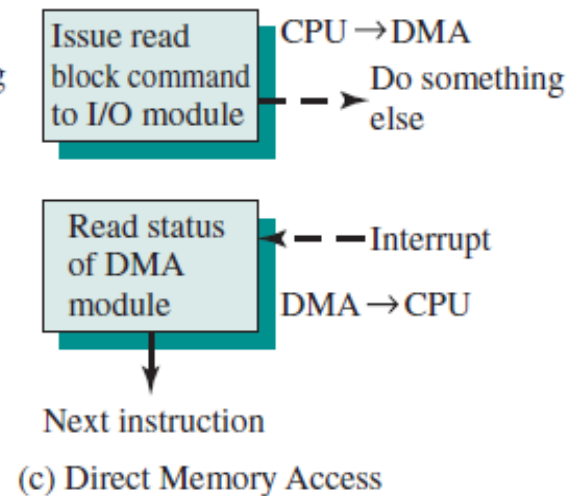 Issue read
block command
to I/O module
CPU → DMA
Do something
else
Read status
of DMA
module
Interrupt
DMA → CPU
Next instruction
(c) Direct Memory Access